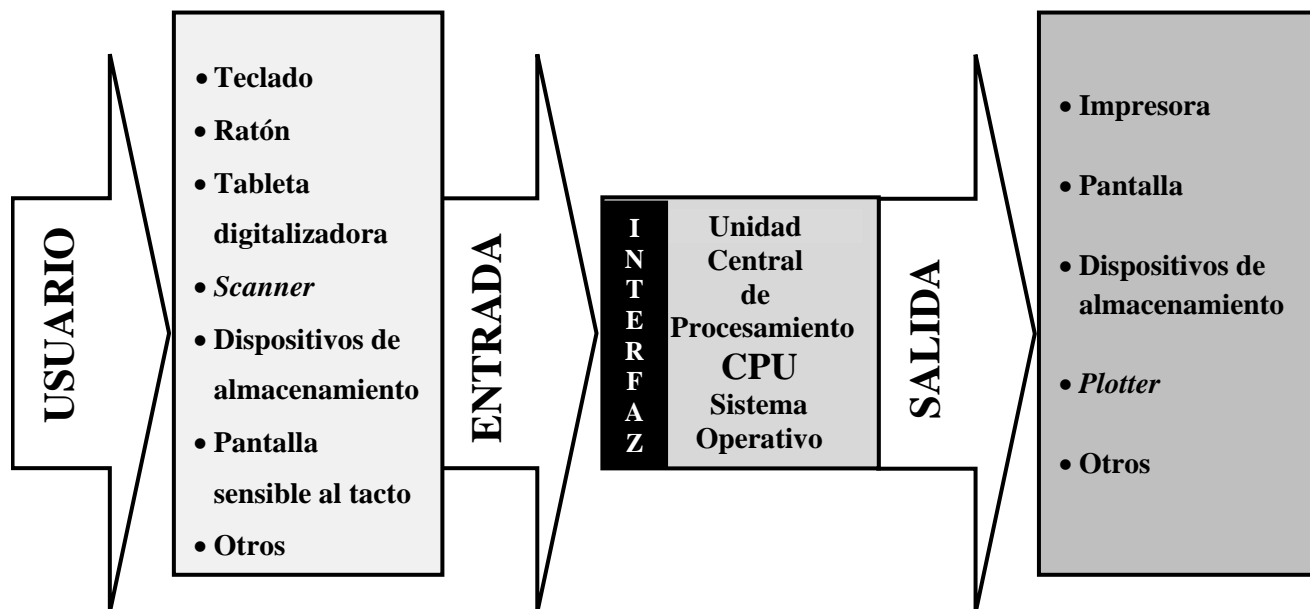 USUARIO
• Teclado
• Ratón
• Tableta
digitalizadora
• Scanner
• Dispositivos de
almacenamiento
• Pantalla
sensible al tacto
• Otros
ENTRADA
INTERFAZ
Unidad
Central
de
Procesamiento
CPU
Sistema
Operativo
SALIDA
• Impresora
• Pantalla
• Dispositivos de
almacenamiento
• Plotter
• Otros